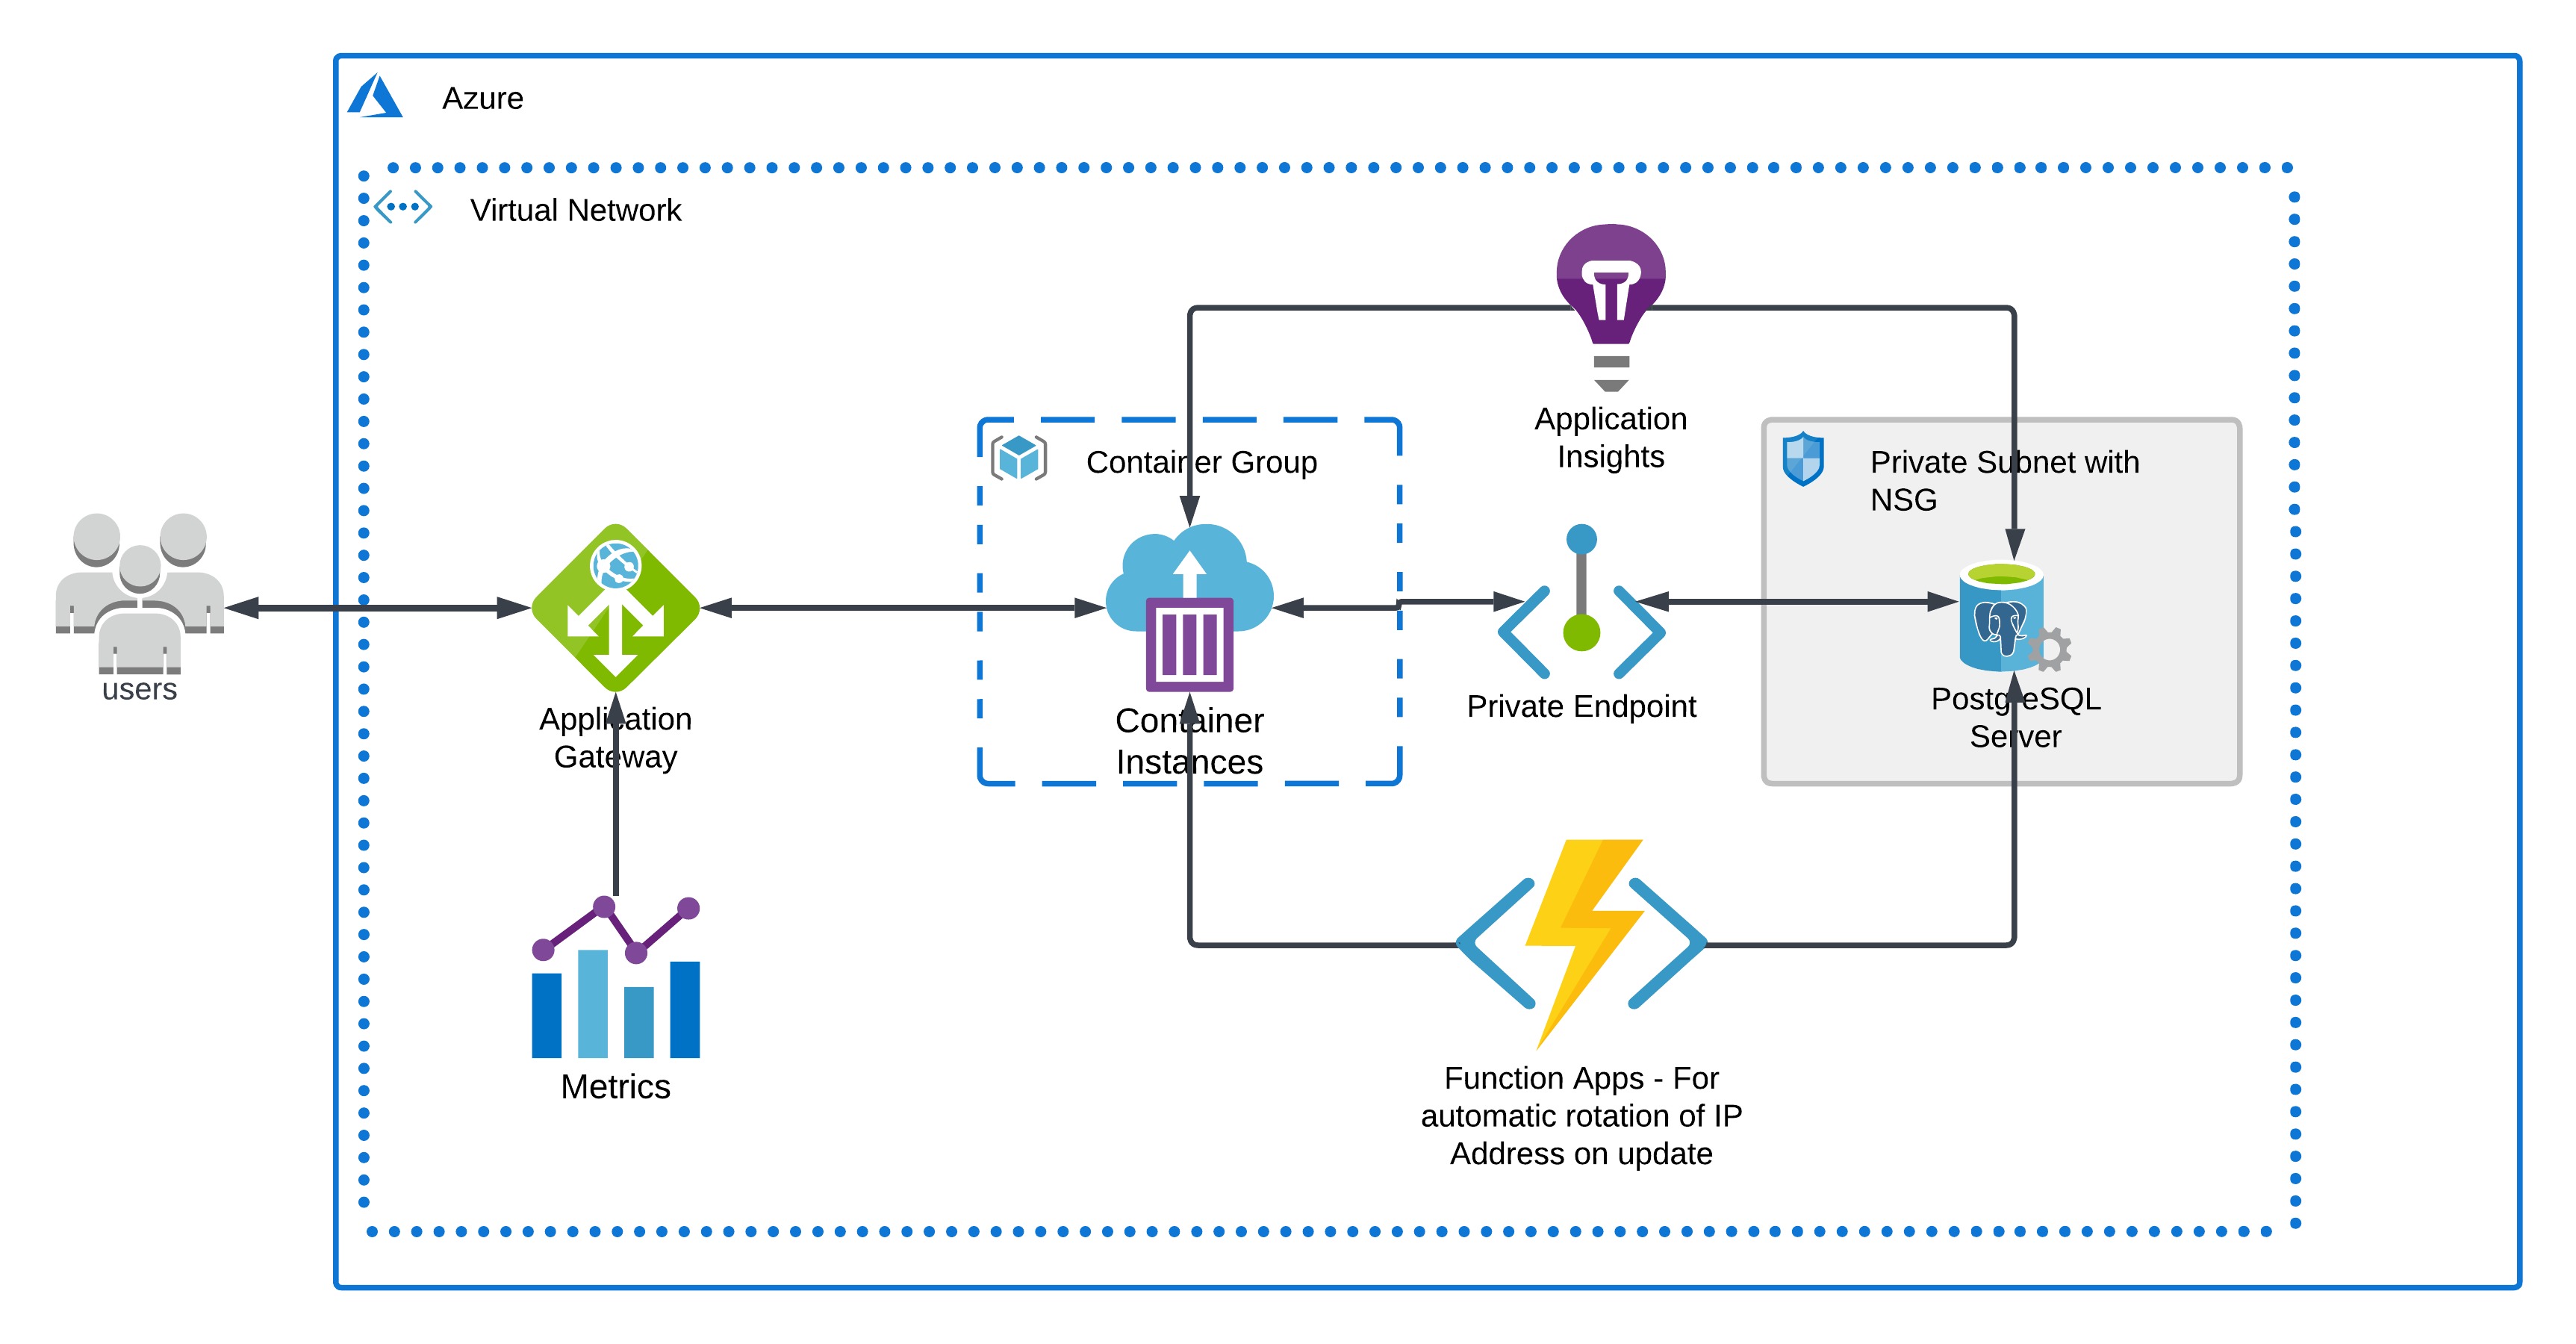 Azure
Virtual Network
Application
Insights
Container Group
Private Subnet with
NSG
users
Application
Gateway
Container
Instances
Private Endpoint
PostgreSQL
Server
Metrics
Function Apps - For
automatic rotation of IP
Address on update